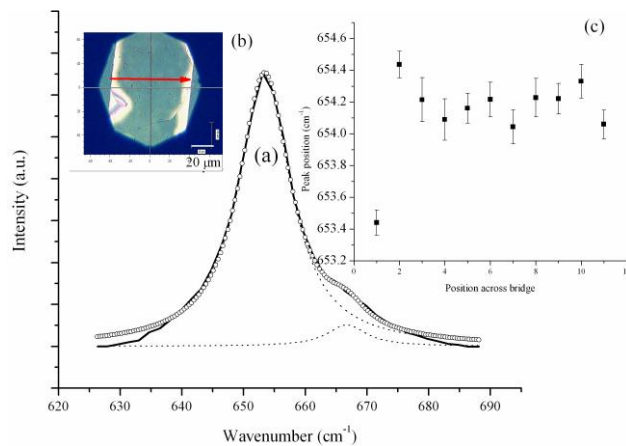 (b)
(c)
(a)
20 μm
654.6
654.4
654.2
654.0
653.8
653.6
653.4
653.2
Peak position (cm⁻¹)
0 2 4 6 8 10 1
Position across bridge
Intensity (a.u.)
620 630 640 650 660 670 680 690
Wavenumber (cm⁻¹)